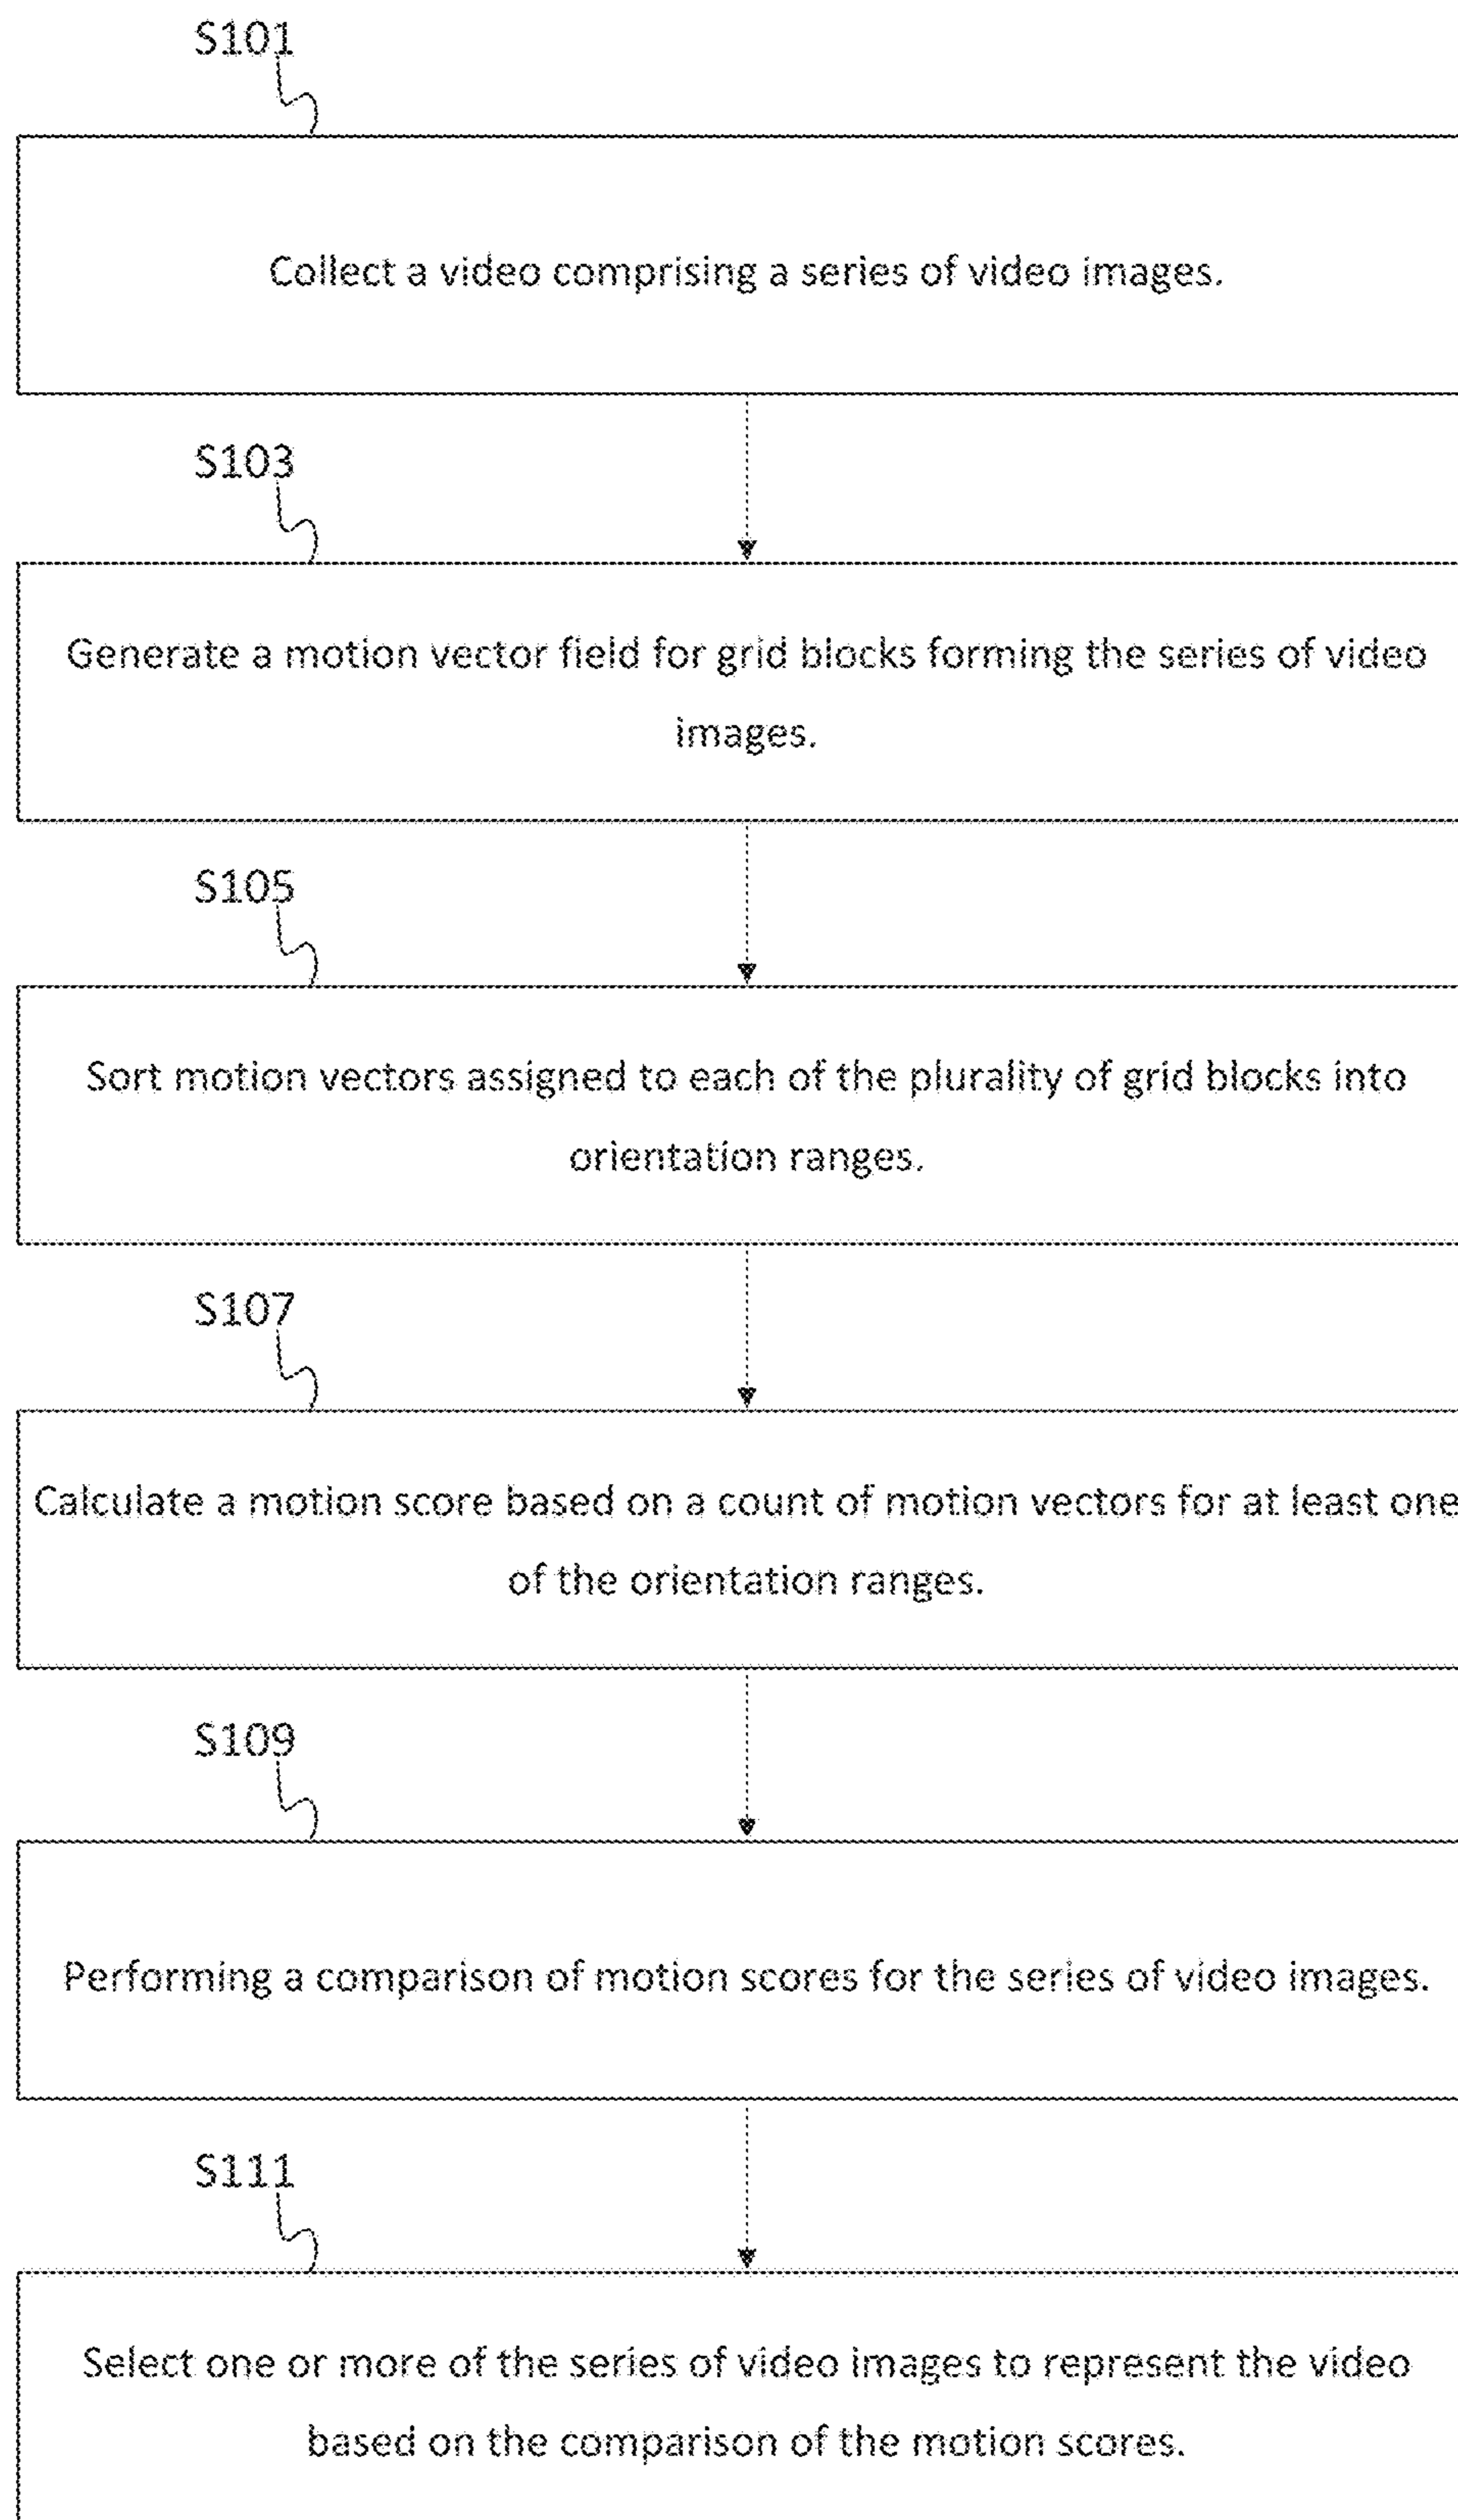 S101
Collect a video comprising a series of video images.
S103
Generate a motion vector field for grid blocks forming the series of video
images.
S105
Sort motion vectors assigned to each of the plurality of grid blocks into
orientation ranges.
S107
Calculate a motion score based on a count of motion vectors for at least one
of the orientation ranges.
S109
Performing a comparison of motion scores for the series of video images.
S111
Select one or more of the series of video images to represent the video
based on the comparison of the motion scores.